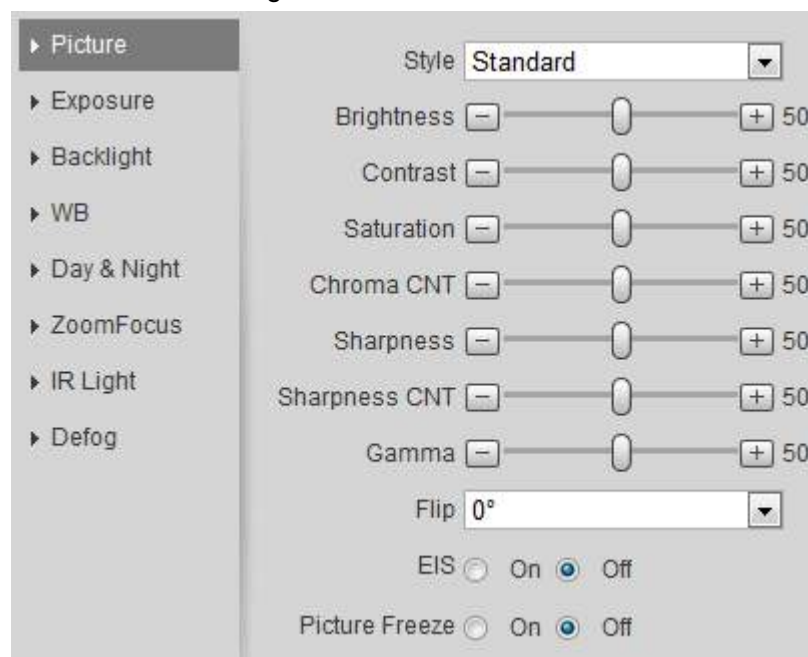 Picture
Exposure
Backlight
WB
Day & Night
ZoomFocus
IR Light
Defog
Style Standard
Brightness - + 50
Contrast - + 50
Saturation - + 50
Chroma CNT - + 50
Sharpness - + 50
Sharpness CNT - + 50
Gamma - + 50
Flip 0°
EIS On Off
Picture Freeze On Off